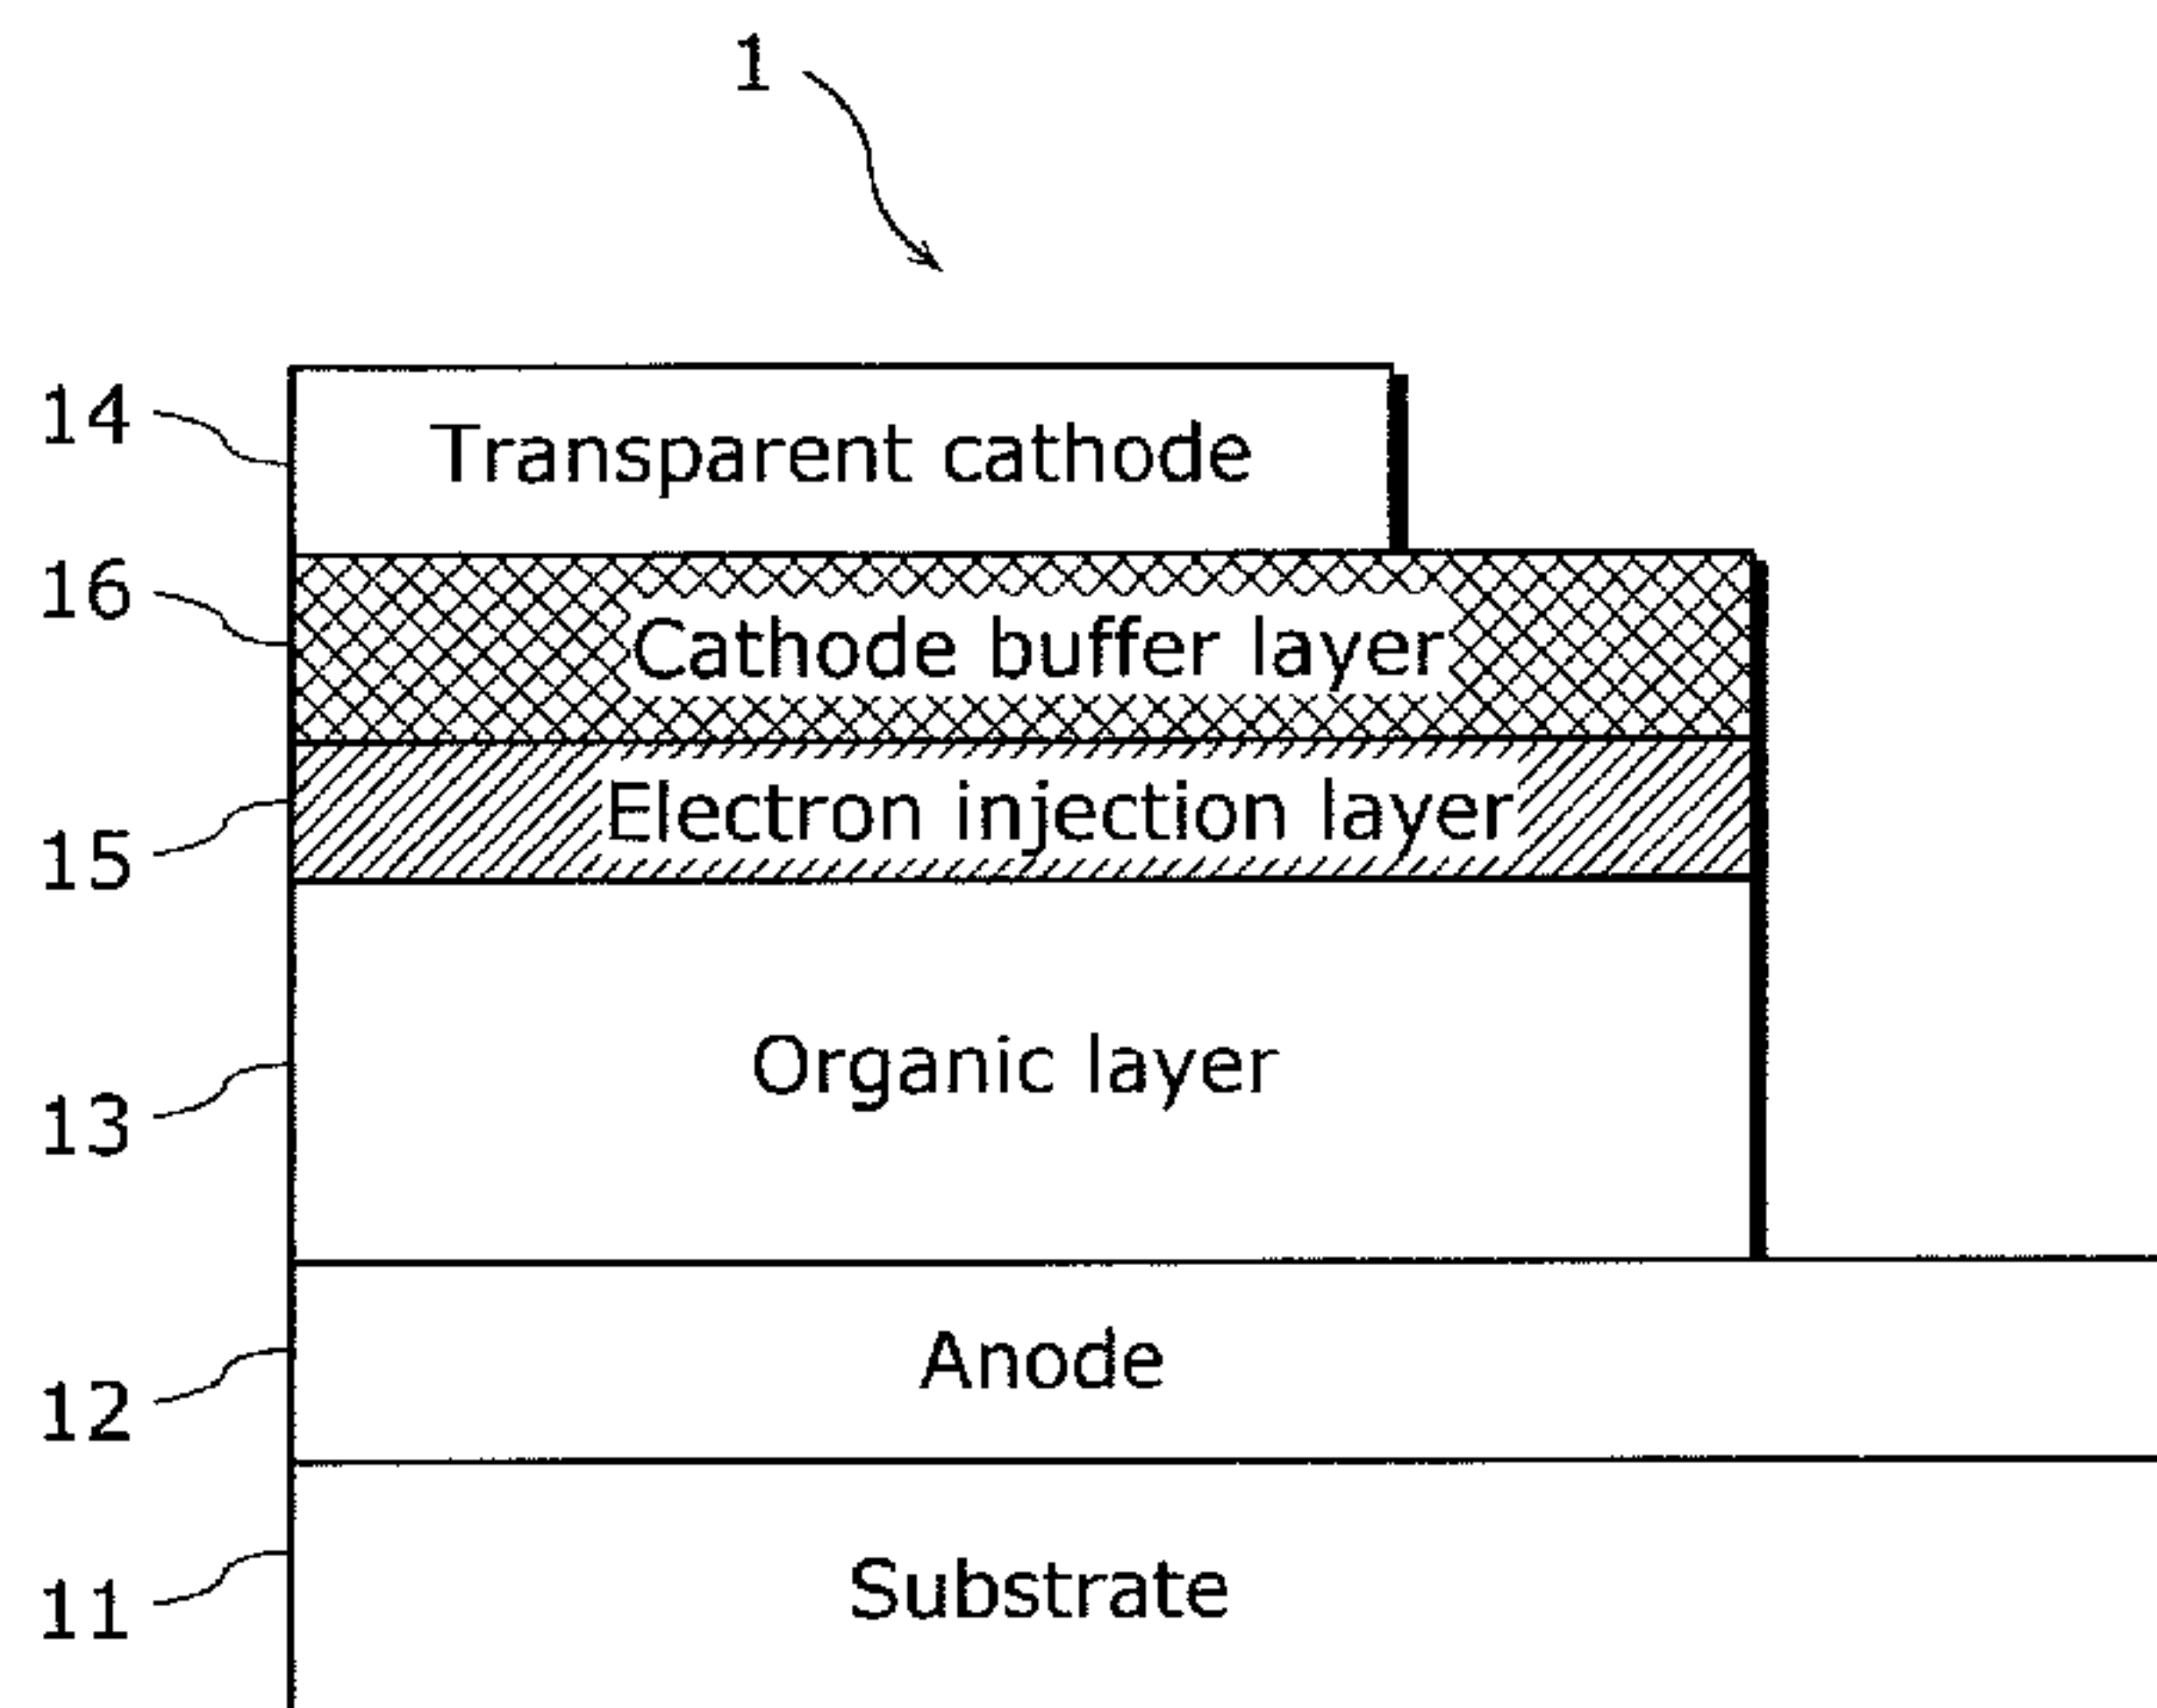 1
14 Transparent cathode
16 Cathode buffer layer
15 Electron injection layer
13 Organic layer
12 Anode
11 Substrate